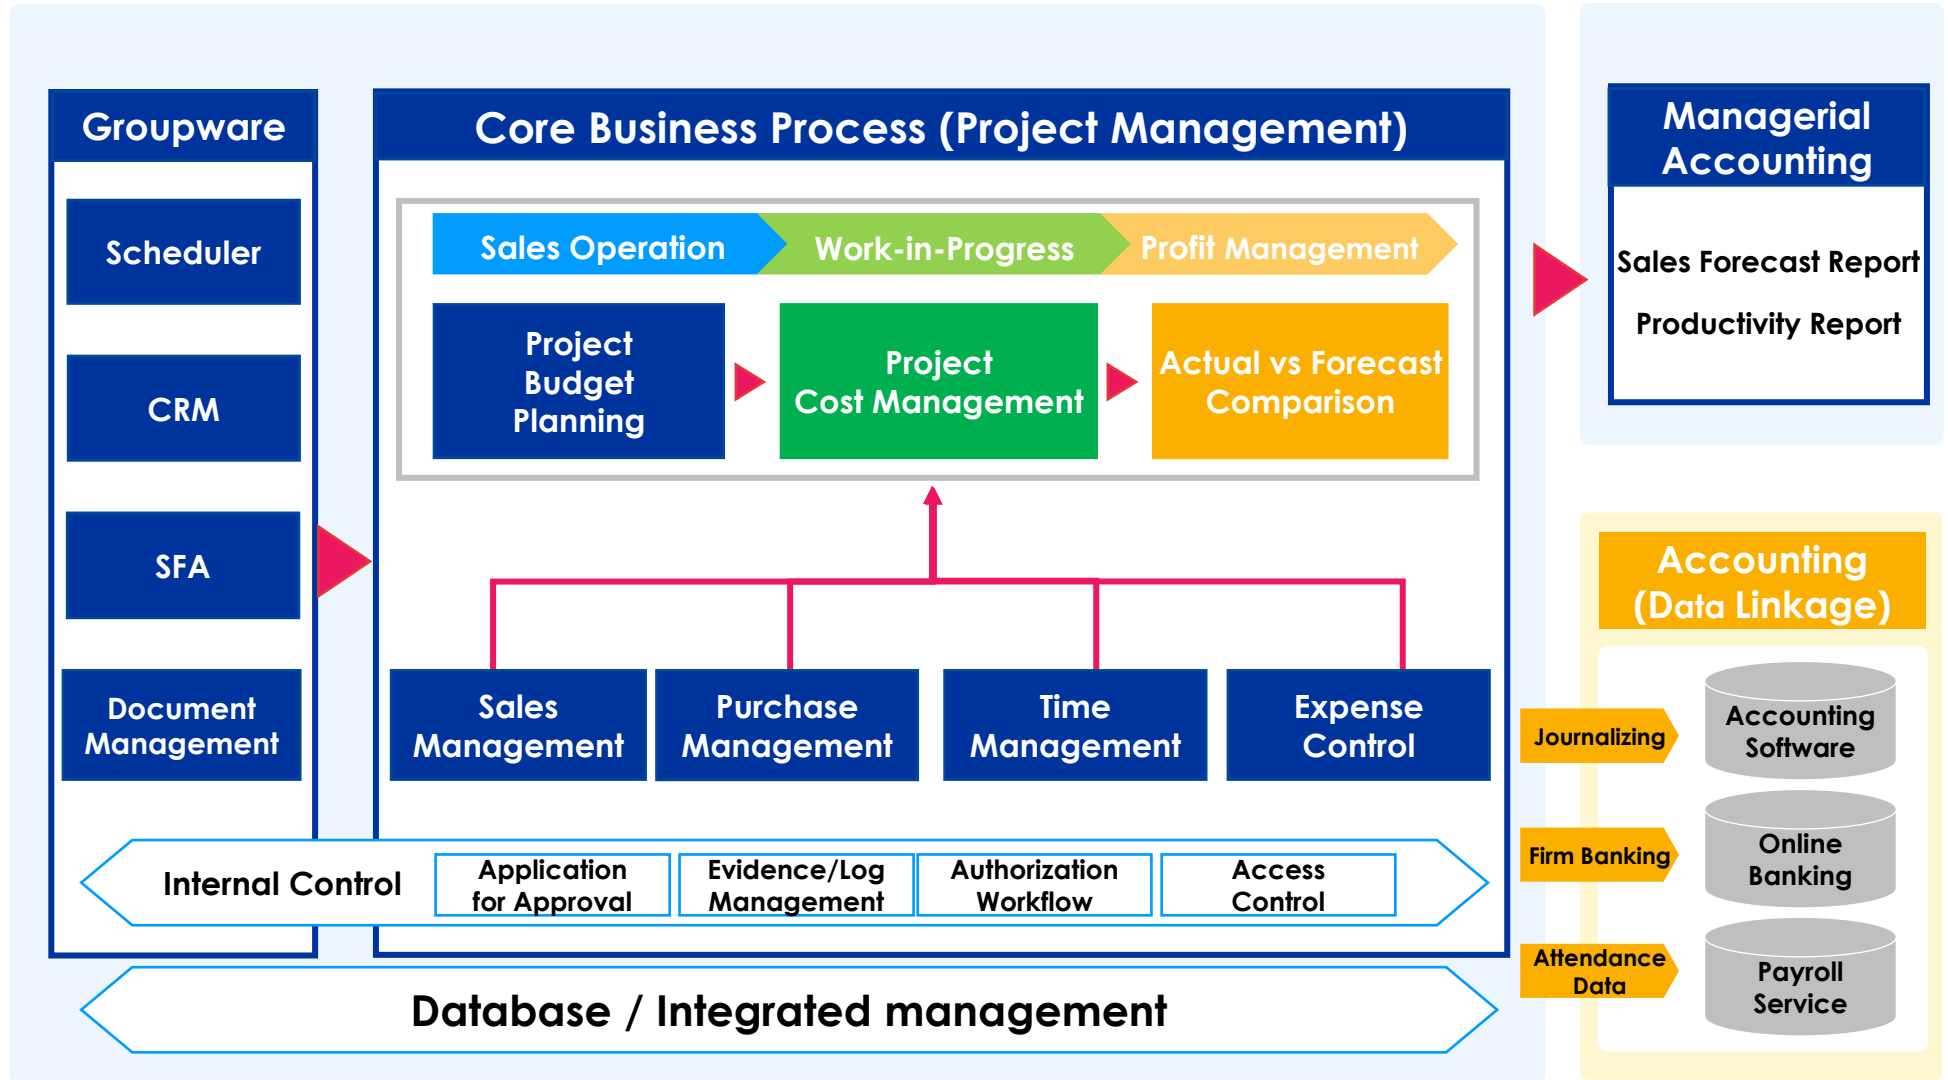 Groupware
Scheduler
CRM
SFA
Document
Management
Core Business Process (Project Management)
Sales Operation
Work-in-Progress
Profit Management
Project
Budget
Planning
Project
Cost Management
Actual vs Forecast
Comparison
Sales
Management
Purchase
Management
Time
Management
Expense
Control
Internal Control
Application
for Approval
Evidence/Log
Management
Authorization
Workflow
Access
Control
Database / Integrated management
Managerial
Accounting
Sales Forecast Report
Productivity Report
Accounting
(Data Linkage)
Journalizing
Accounting
Software
Firm Banking
Online
Banking
Attendance
Data
Payroll
Service